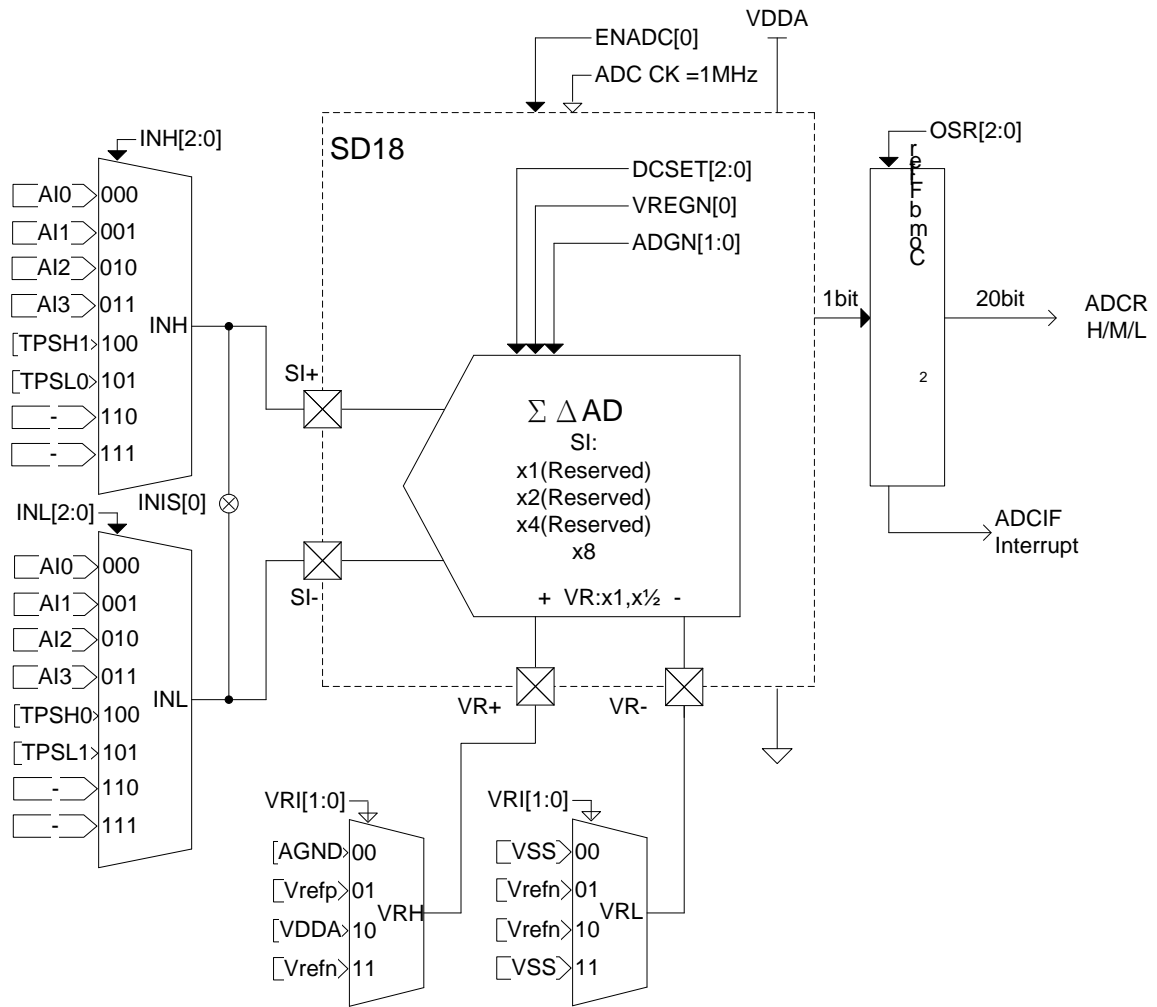 VDDA
ENADC[0]
ADC CK =1MHz
INH[2:0]
SD18
OSR[2:0]
DCSET[2:0]
VREGN[0]
ADGN[1:0]
AI0 000
AI1 001
AI2 010
AI3 011
TPSH1 100
TPSL0 101
- 110
- 111
INH
SI+
1bit
Comb Filter
2
20bit
ADCR
H/M/L
Σ Δ AD
SI:
x1(Reserved)
x2(Reserved)
x4(Reserved)
x8
+ VR:x1,x½ -
INIS[0]
ADCIF
Interrupt
INL[2:0]
AI0 000
AI1 001
AI2 010
AI3 011
TPSH0 100
TPSL1 101
- 110
- 111
INL
SI-
VR+
VR-
VRI[1:0]
AGND 00
Vrefp 01
VDDA 10
Vrefn 11
VRH
VRI[1:0]
VSS 00
Vrefn 01
Vrefn 10
VSS 11
VRL